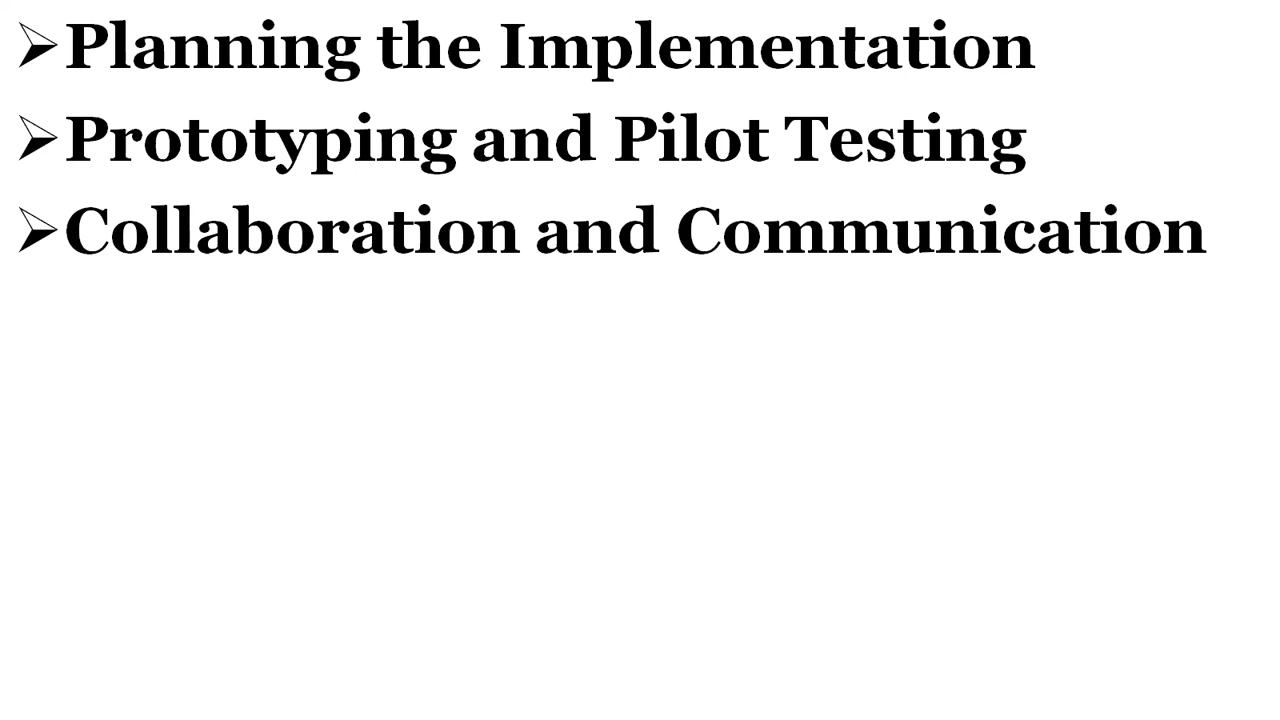 ➢Planning the Implementation
➢Prototyping and Pilot Testing
➢Collaboration and Communication